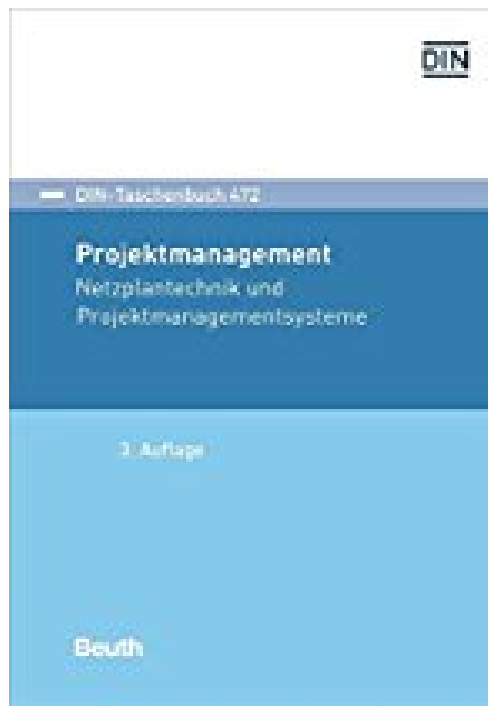 DIN
DIN-Taschenbuch 472
Projektmanagement
Netzplantechnik und
Projektmanagementsysteme
3. Auflage
Beuth